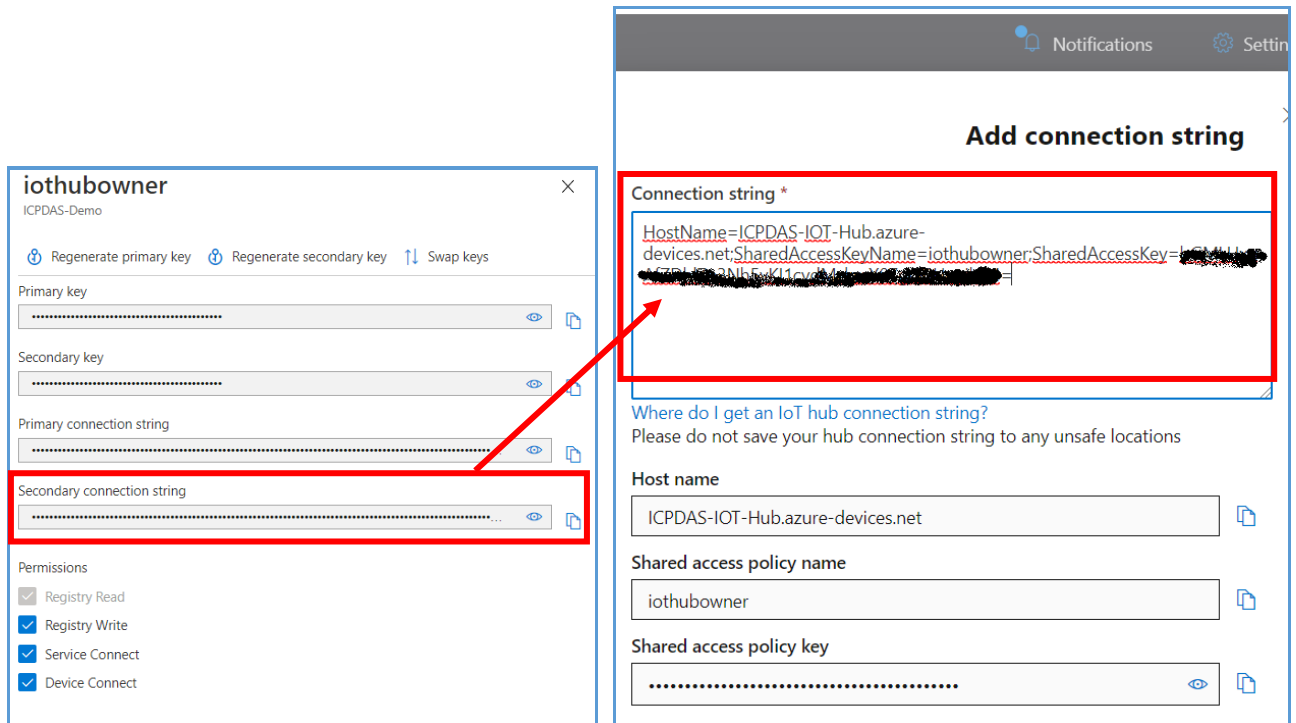 iothubowner
ICPDAS-Demo
Regenerate primary key
Regenerate secondary key
Swap keys
Primary key
Secondary key
Primary connection string
Secondary connection string
Permissions
Registry Read
Registry Write
Service Connect
Device Connect
Notifications
Settin
Add connection string
Connection string *
HostName=ICPDAS-IOT-Hub.azure-
devices.net;SharedAccessKeyName=iothubowner;SharedAccessKey=
Where do I get an IoT hub connection string?
Please do not save your hub connection string to any unsafe locations
Host name
ICPDAS-IOT-Hub.azure-devices.net
Shared access policy name
iothubowner
Shared access policy key